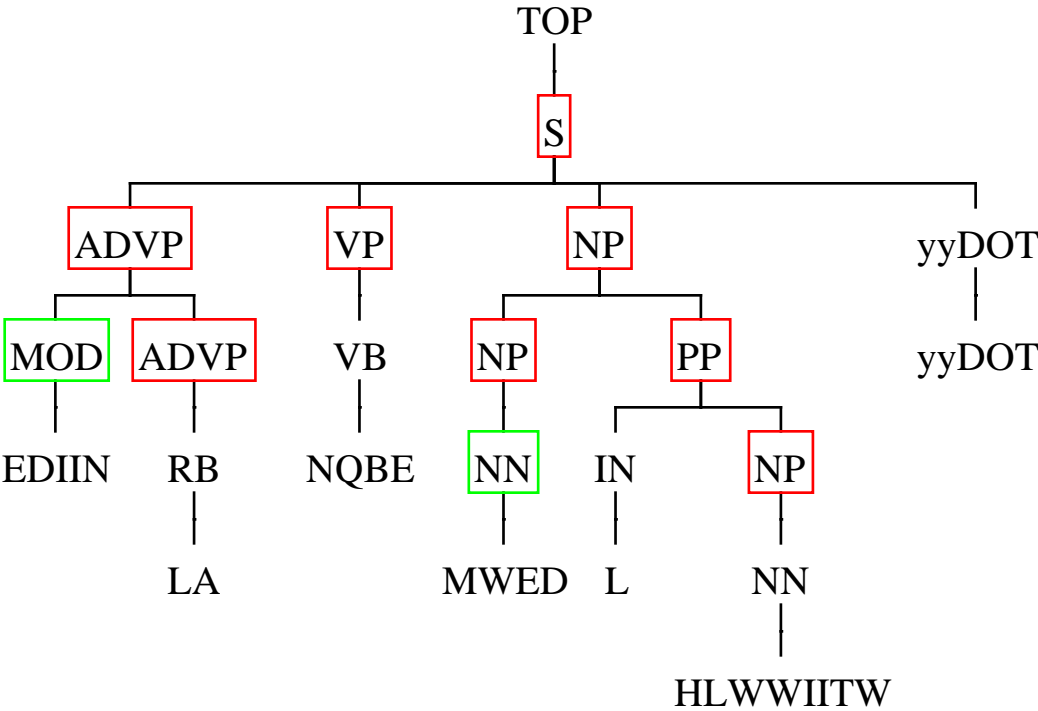 TOP
S
ADVP VP NP yyDOT
MOD ADVP VB NP PP yyDOT
EDIIN RB NQBE NN IN NP
LA MWED L NN
HLWWIITW